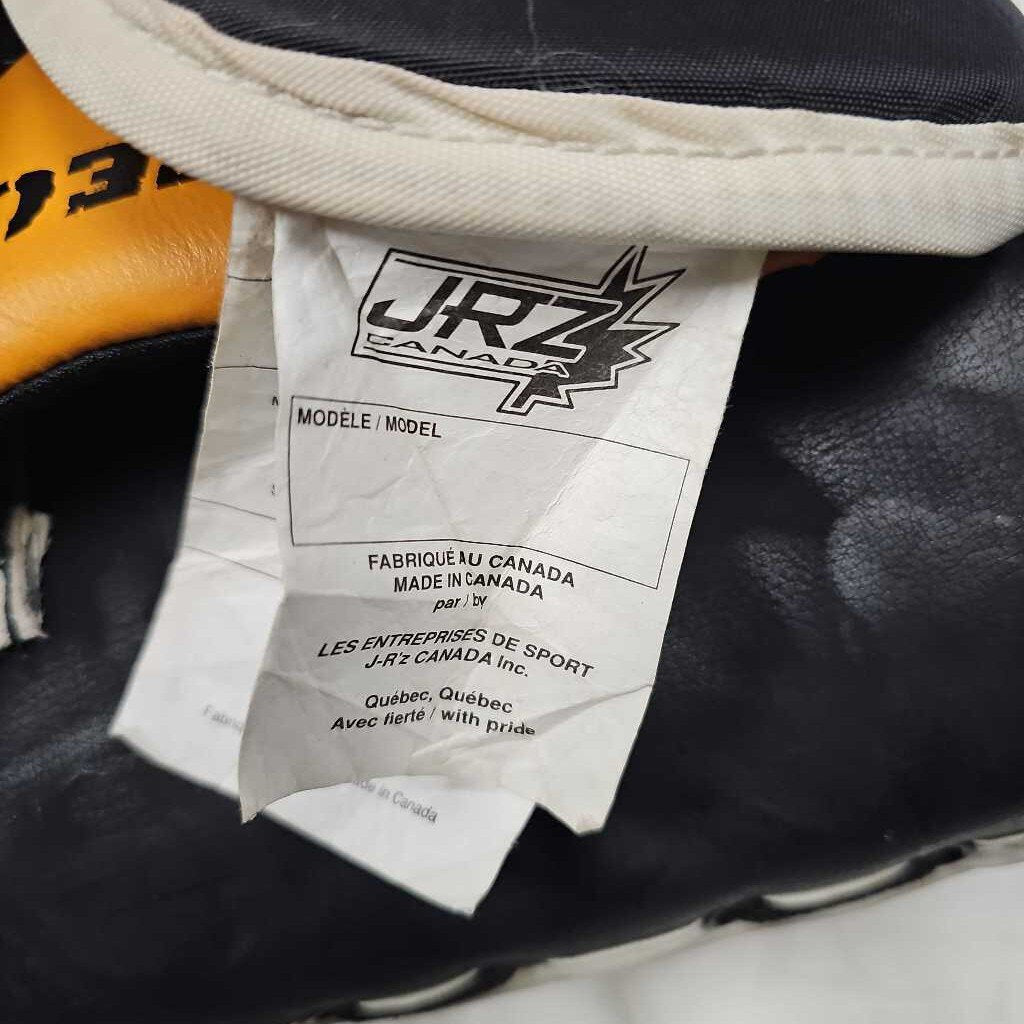 JRZ
CANADA
MODÈLE / MODEL
FABRIQUÉ AU CANADA
MADE IN CANADA
par / by
LES ENTREPRISES DE SPORT
J-R'z CANADA Inc.
Québec, Québec
Avec fierté / with pride
in Canada